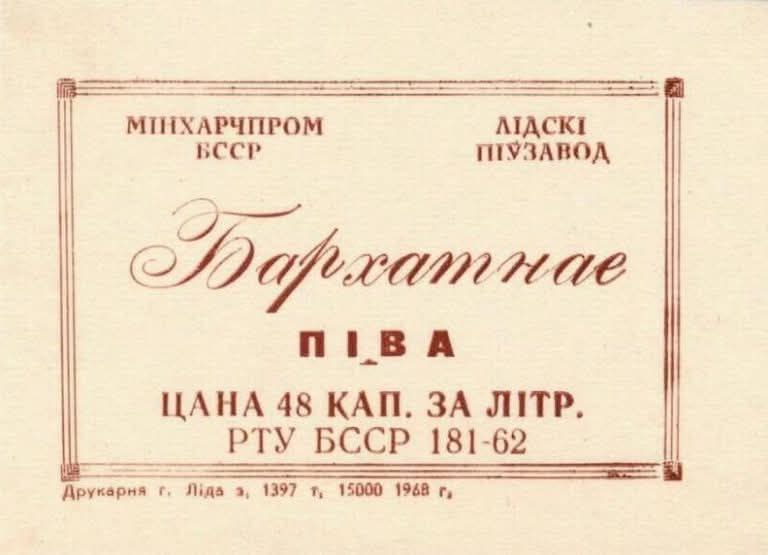 МІНХАРЧПРОМ
БССР
ЛІДСКІ
ПІЎЗАВОД
Бархатнае
ПІВА
ЦАНА 48 КАП. ЗА ЛІТР.
РТУ БССР 181-62
Друкарня г. Ліда з, 1397 т, 15000 1968 г,